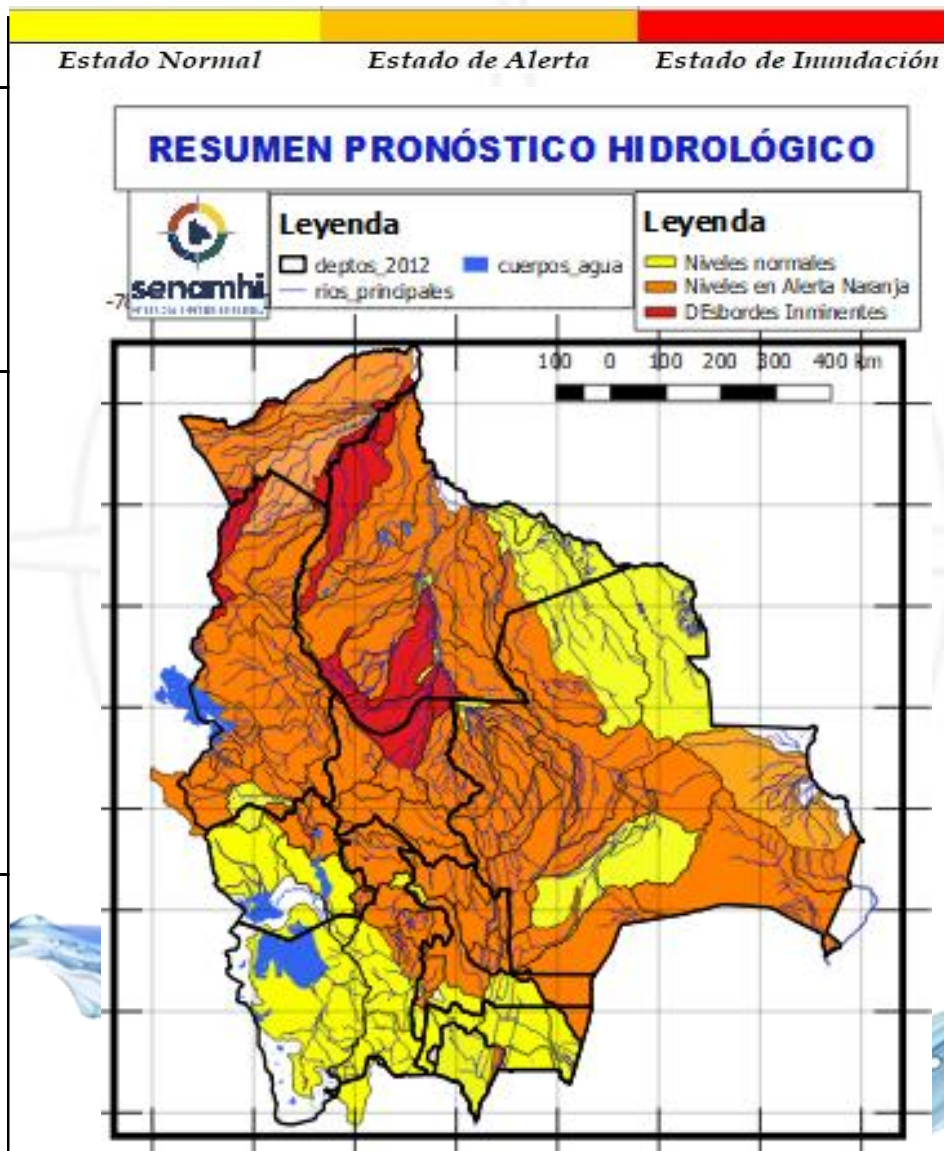 Estado Normal Estado de Alerta Estado de Inundación
RESUMEN PRONÓSTICO HIDROLÓGICO
senamhi
Leyenda
deptos_2012 cuerpos_agua
rios_principales
Leyenda
Niveles normales
Niveles en Alerta Naranja
DEsbordes Inminentes
100 0 100 200 300 400 km